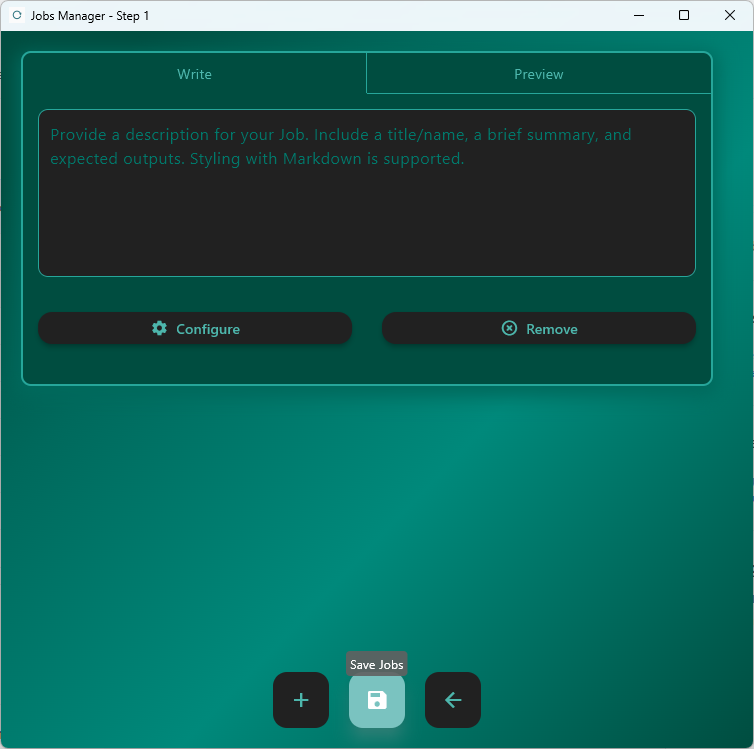 Jobs Manager - Step 1
Write
Preview
Provide a description for your Job. Include a title/name, a brief summary, and
expected outputs. Styling with Markdown is supported.
Configure
Remove
Save Jobs